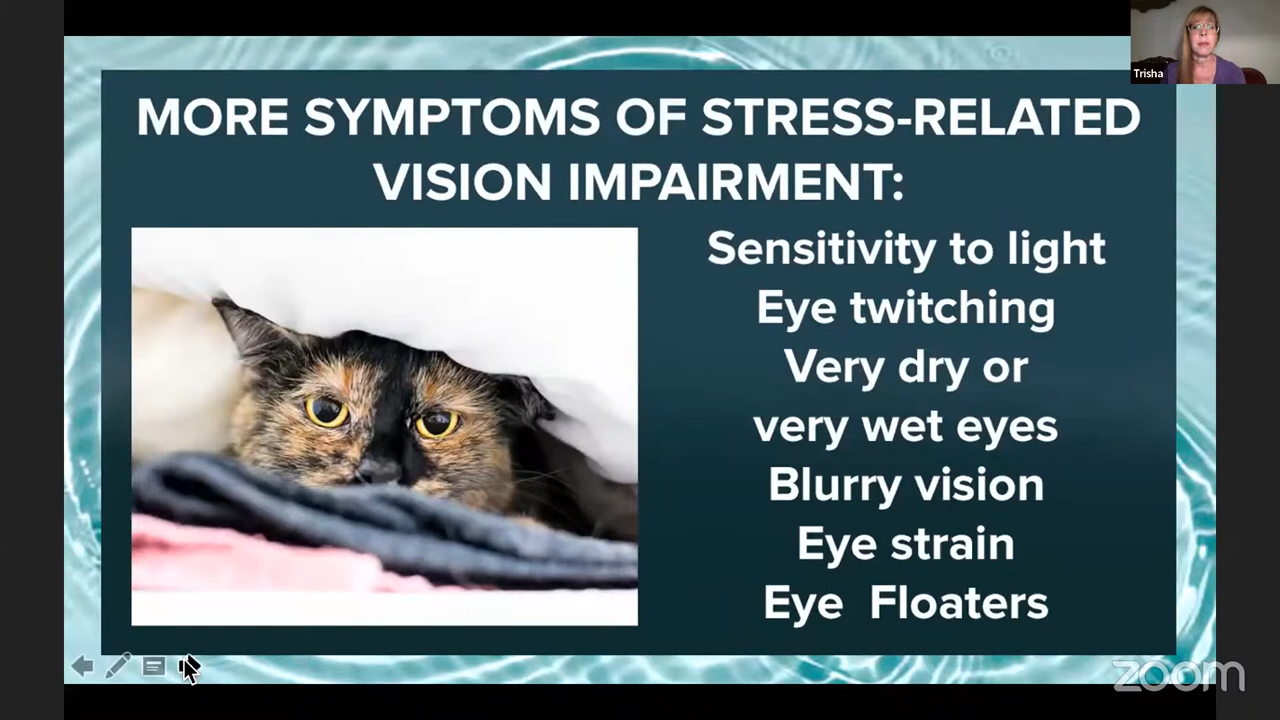 Trisha
MORE SYMPTOMS OF STRESS-RELATED
VISION IMPAIRMENT:
Sensitivity to light
Eye twitching
Very dry or
very wet eyes
Blurry vision
Eye strain
Eye Floaters
zoom